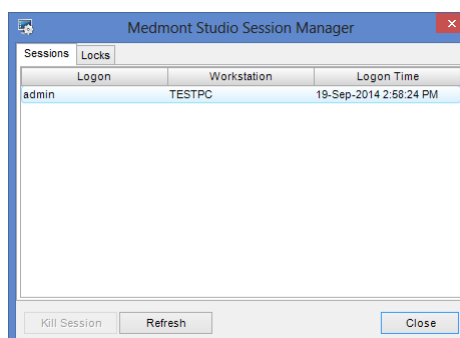 Medmont Studio Session Manager
Sessions Locks
Logon Workstation Logon Time
admin TESTPC 19-Sep-2014 2:58:24 PM
Kill Session Refresh Close